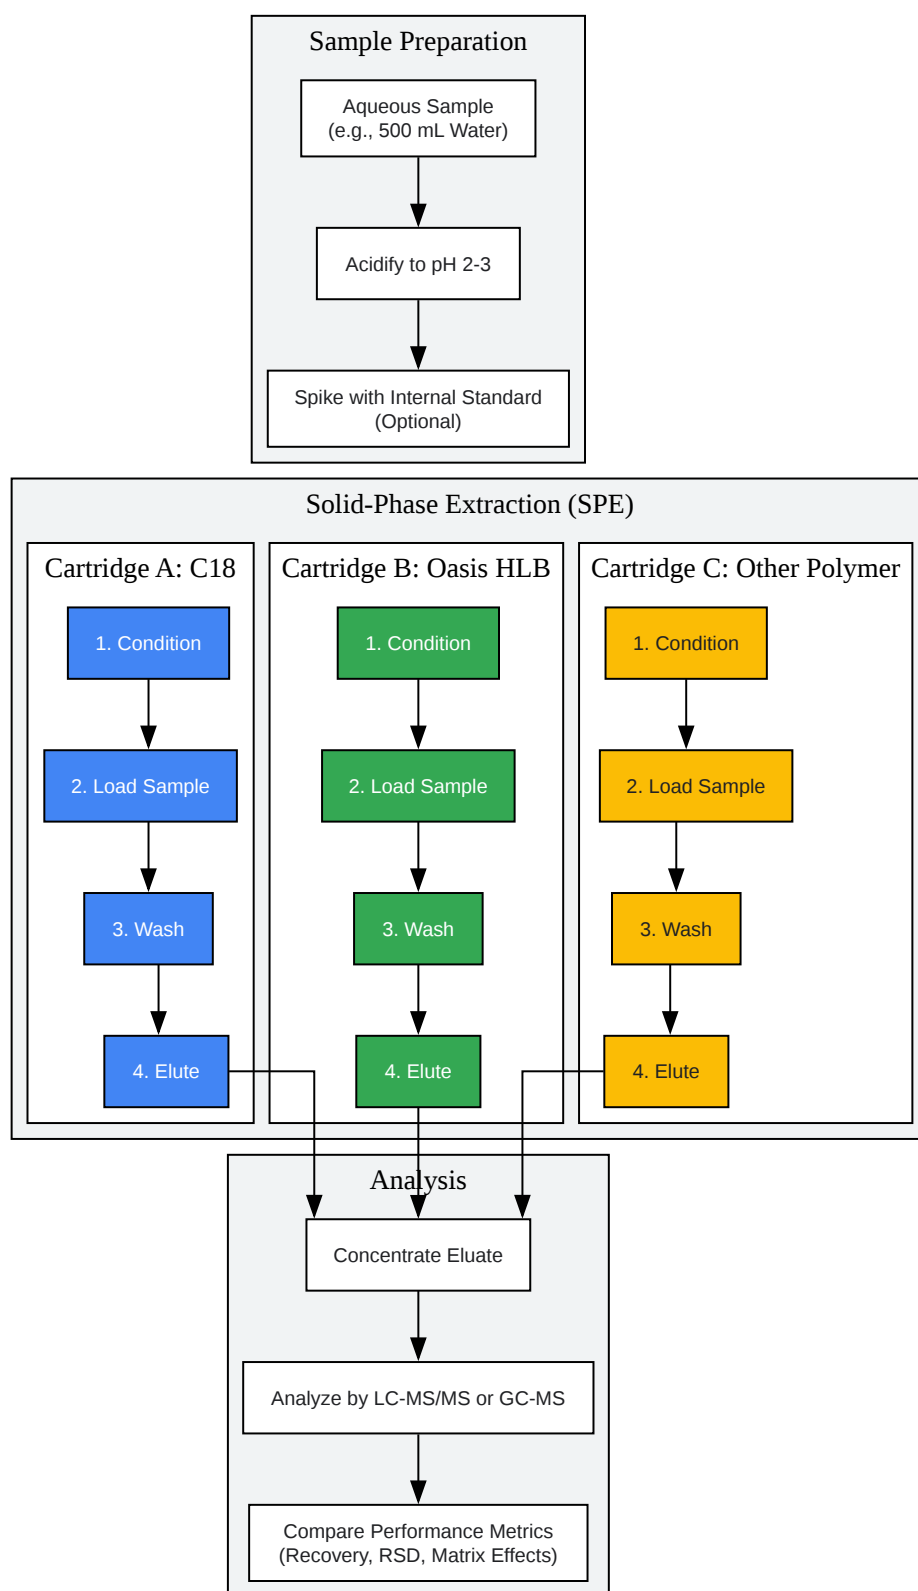 Sample Preparation
Aqueous Sample
(e.g., 500 mL Water)
Acidify to pH 2-3
Spike with Internal Standard
(Optional)
Solid-Phase Extraction (SPE)
Cartridge A: C18
1. Condition
2. Load Sample
3. Wash
4. Elute
Cartridge B: Oasis HLB
1. Condition
2. Load Sample
3. Wash
4. Elute
Cartridge C: Other Polymer
1. Condition
2. Load Sample
3. Wash
4. Elute
Analysis
Concentrate Eluate
Analyze by LC-MS/MS or GC-MS
Compare Performance Metrics
(Recovery, RSD, Matrix Effects)